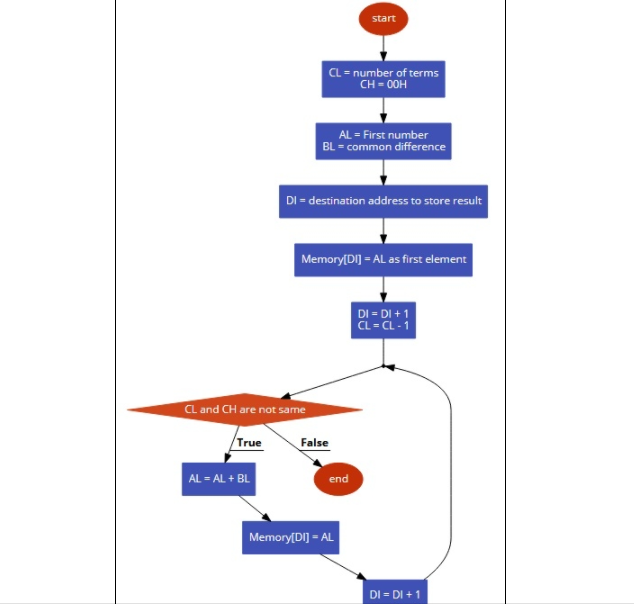 start
CL = number of terms
CH = 00H
AL = First number
BL = common difference
DI = destination address to store result
Memory[DI] = AL as first element
DI = DI + 1
CL = CL - 1
CL and CH are not same
True
False
AL = AL + BL
end
Memory[DI] = AL
DI = DI + 1